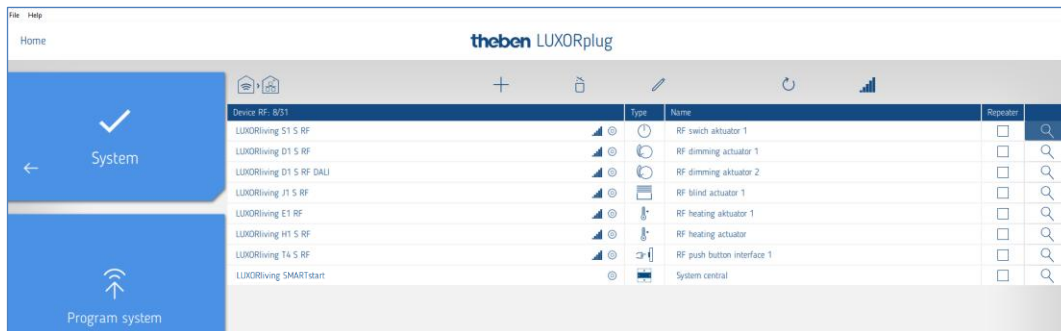 File Help
Home
theben LUXORplug
Device RF: 8/31 Type Name Repeater
LUXORliving S1 S RF RF swich aktuator 1
LUXORliving D1 S RF RF dimming actuator 1
LUXORliving D1 S RF DALI RF dimming aktuator 2
LUXORliving J1 S RF RF blind actuator 1
LUXORliving E1 RF RF heating aktuator 1
LUXORliving H1 S RF RF heating actuator
LUXORliving T4 S RF RF push button interface 1
LUXORliving SMARTstart System central
System
Program system